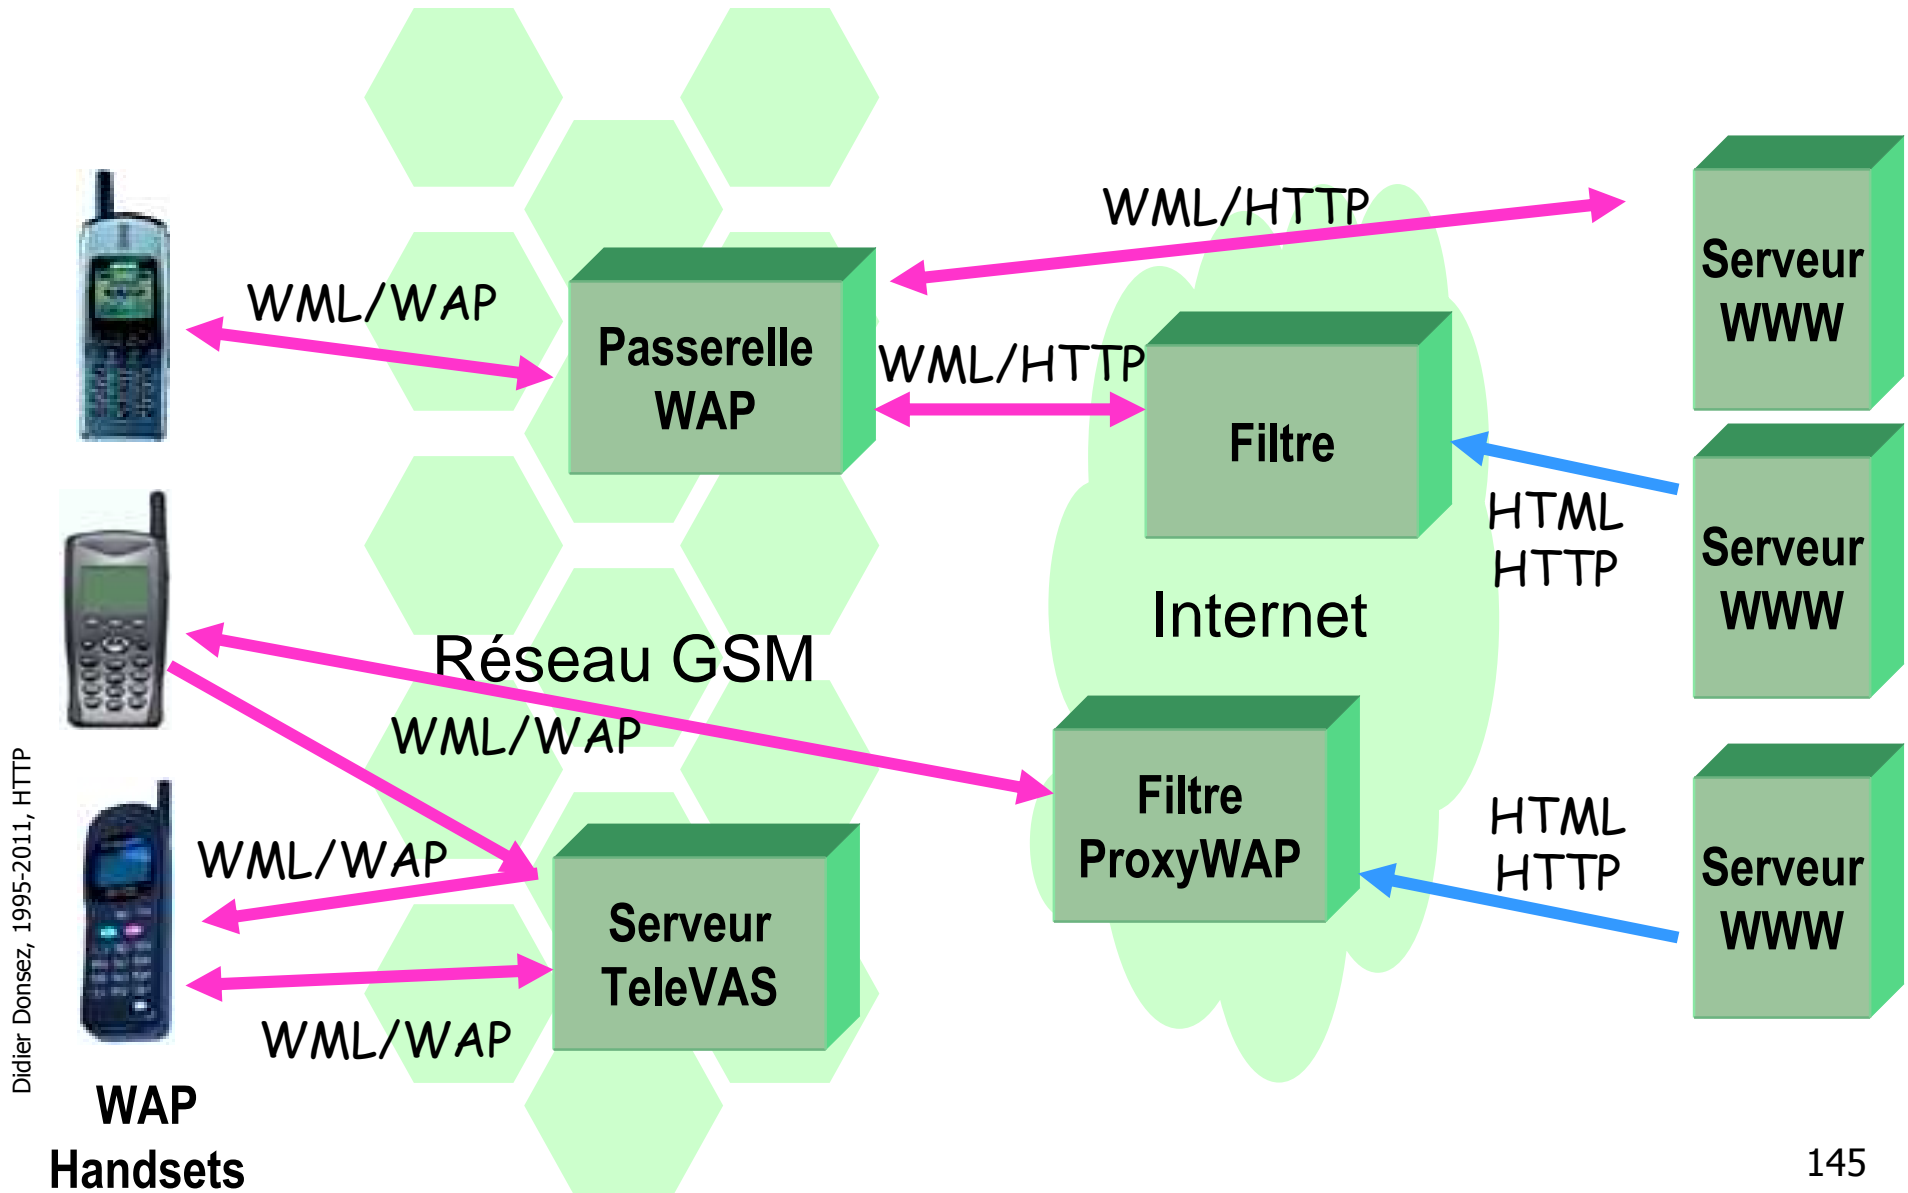 WML/HTTP
Serveur
WWW
WML/WAP
Passerelle
WAP
WML/HTTP
Filtre
HTML
HTTP
Serveur
WWW
Internet
Réseau GSM
WML/WAP
Filtre
ProxyWAP
HTML
HTTP
Serveur
WWW
WML/WAP
Serveur
TeleVAS
WML/WAP
WAP
Handsets
Didier Donsez, 1995-2011, HTTP
145